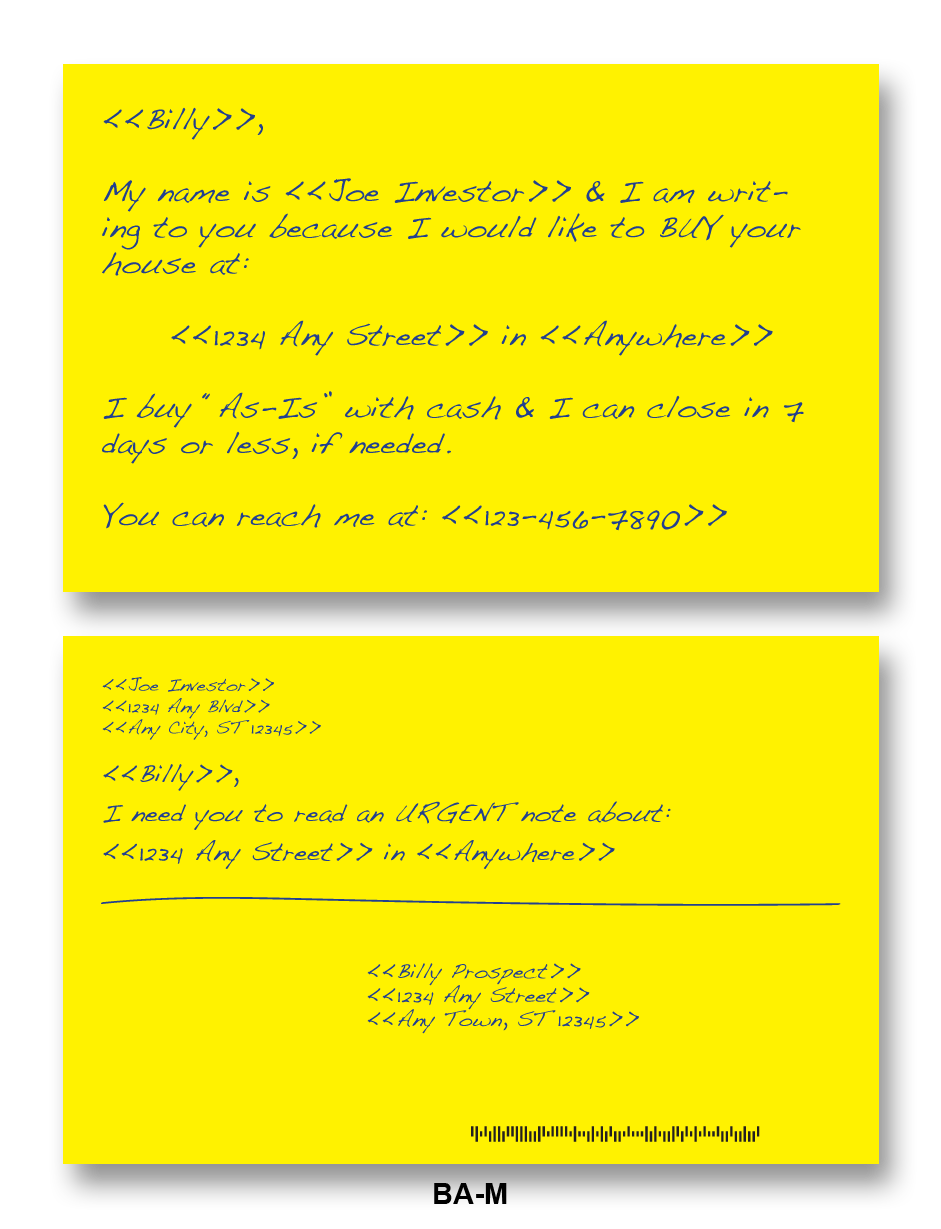 <<Billy>>,
My name is <<Joe Investor>> & I am writ-
ing to you because I would like to BUY your
house at:
<<1234 Any Street>> in <<Anywhere>>
I buy "As-Is" with cash & I can close in 7
days or less, if needed.
You can reach me at: <<123-456-7890>>
<<Joe Investor>>
<<1234 Any Blvd>>
<<Any City, ST 12345>>
<<Billy>>,
I need you to read an URGENT note about:
<<1234 Any Street>> in <<Anywhere>>
<<Billy Prospect>>
<<1234 Any Street>>
<<Any Town, ST 12345>>
BA-M